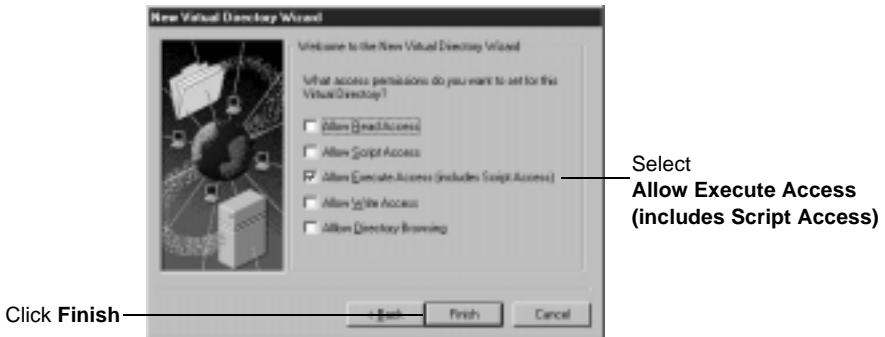 New Virtual Directory Wizard
Welcome to the New Virtual Directory Wizard
What access permissions do you want to set for this
Virtual Directory?
Allow Read Access
Allow Script Access
Allow Execute Access (includes Script Access)
Allow Write Access
Allow Directory Browsing
Select
Allow Execute Access
(includes Script Access)
Click Finish
< Back Finish Cancel